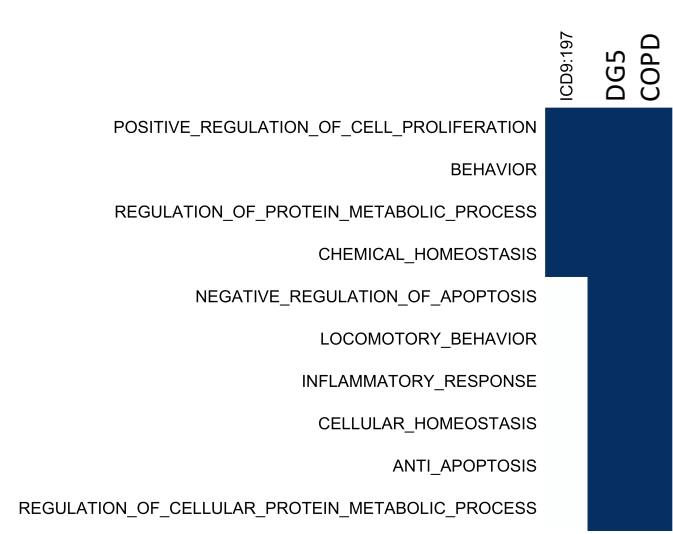 ICD9:197
DG5
COPD
POSITIVE_REGULATION_OF_CELL_PROLIFERATION
BEHAVIOR
REGULATION_OF_PROTEIN_METABOLIC_PROCESS
CHEMICAL_HOMEOSTASIS
NEGATIVE_REGULATION_OF_APOPTOSIS
LOCOMOTORY_BEHAVIOR
INFLAMMATORY_RESPONSE
CELLULAR_HOMEOSTASIS
ANTI_APOPTOSIS
REGULATION_OF_CELLULAR_PROTEIN_METABOLIC_PROCESS